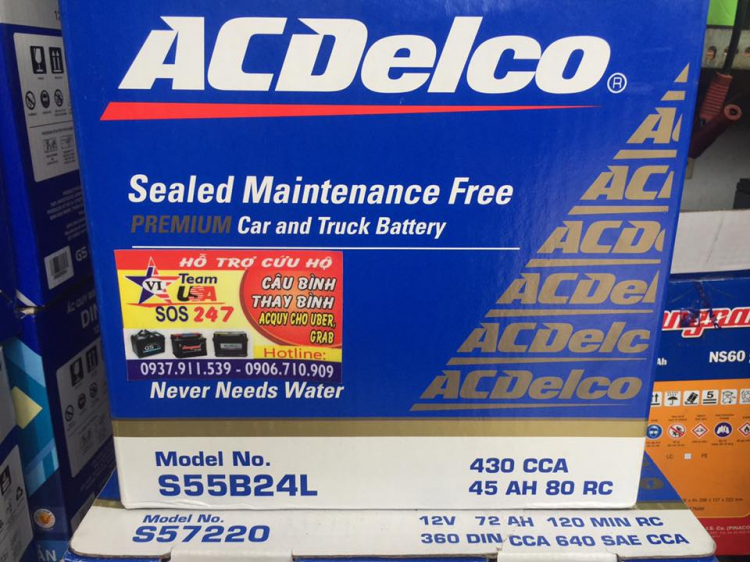 ACDelco®
Sealed Maintenance Free
PREMIUM Car and Truck Battery
HỖ TRỢ CỨU HỘ
VL Team
USA
SOS 247
CÂU BÌNH
THAY BÌNH
ACQUY CHO UBER,
GRAB
GS
Hotline:
0937.911.539 - 0906.710.909
Never Needs Water
ACDel
ACDelc
ACDelco
Model No.
S55B24L
430 CCA
45 AH 80 RC
Model No.
S57220
12V 72 AH 120 MIN RC
360 DIN CCA 640 SAE CCA
NS60
GS